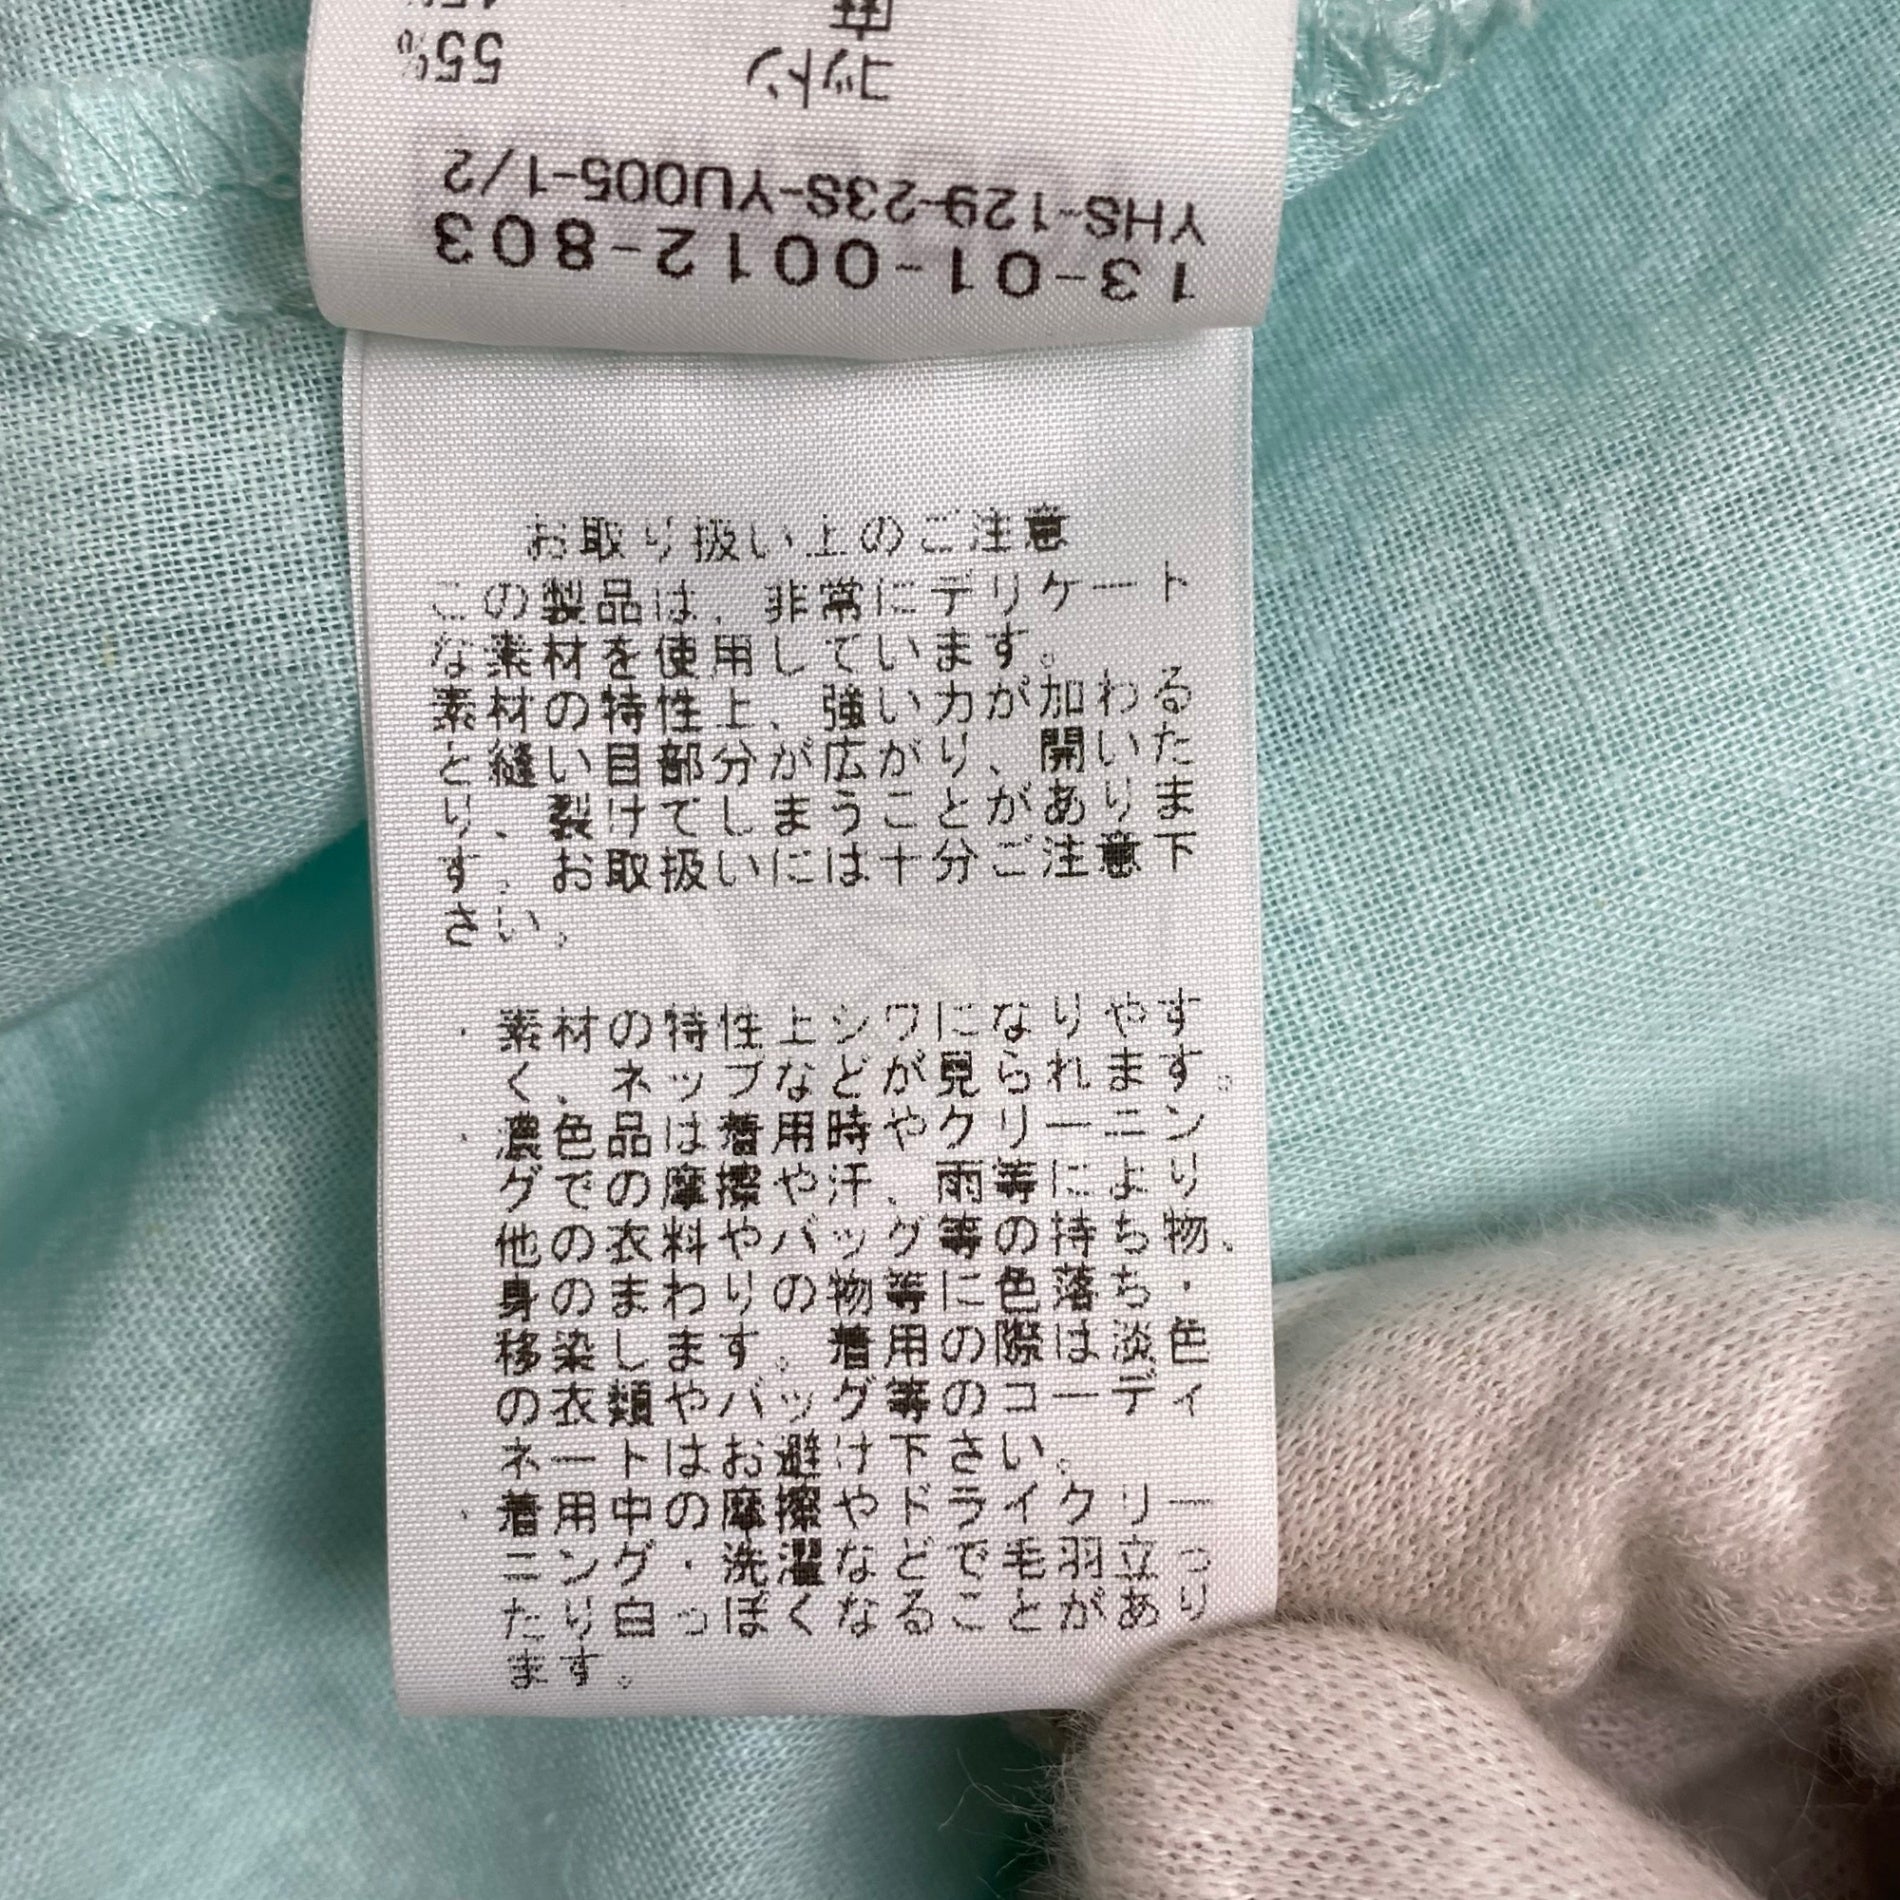 13-01-0012-803
YHS-129-23S-YU005-1/2
コットン 55%
お取り扱い上のご注意
この製品は、非常にデリケート
な素材を使用しています。
素材の特性上、強い力が加わる
と縫い目部分が広がり、開いた
り、裂けてしまうことがありま
す。お取扱いには十分ご注意下
さい。
・素材の特性上シワになりやす
く、ネップなどが見られます。
・濃色品は着用時やクリーニン
グでの摩擦や汗、雨等により
他の衣料やバッグ等の持ち物、
身のまわりの物等に色落ち・
移染します。着用の際は淡色
の衣類やバッグ等のコーディ
ネートはお避け下さい。
・着用中の摩擦やドライクリー
ニング・洗濯などで毛羽立っ
たり白っぽくなることがあり
ます。